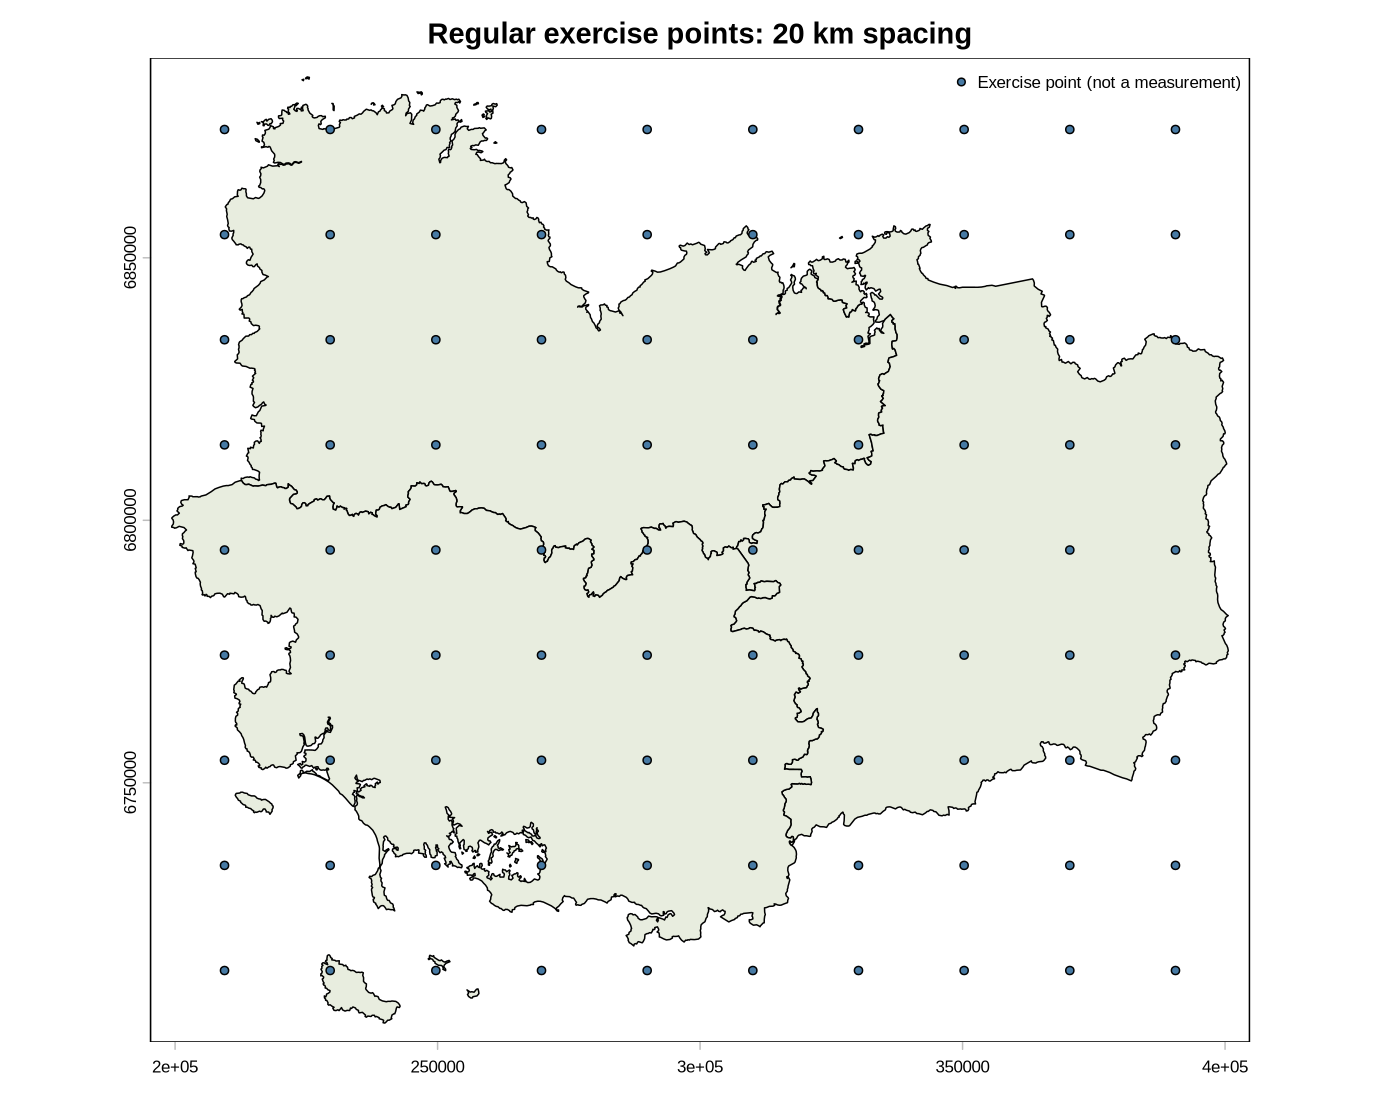 Regular exercise points: 20 km spacing
Exercise point (not a measurement)
6850000
6800000
6750000
2e+05
250000
3e+05
350000
4e+05